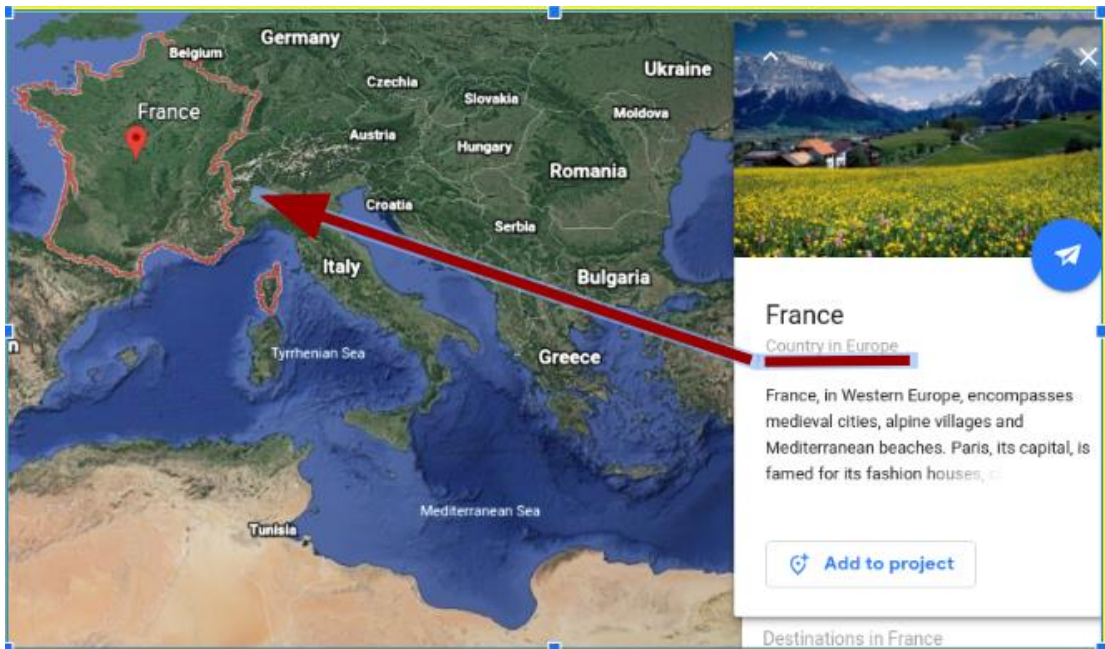 Germany
Belgium
Ukraine
Czechia
Slovakia
France
Moldova
Austria
Hungary
Romania
Croatia
Serbia
Italy
Bulgaria
Tyrrhenian Sea
Greece
Mediterranean Sea
Tunisia
France
Country in Europe
France, in Western Europe, encompasses
medieval cities, alpine villages and
Mediterranean beaches. Paris, its capital, is
famed for its fashion houses,
Add to project
Destinations in France